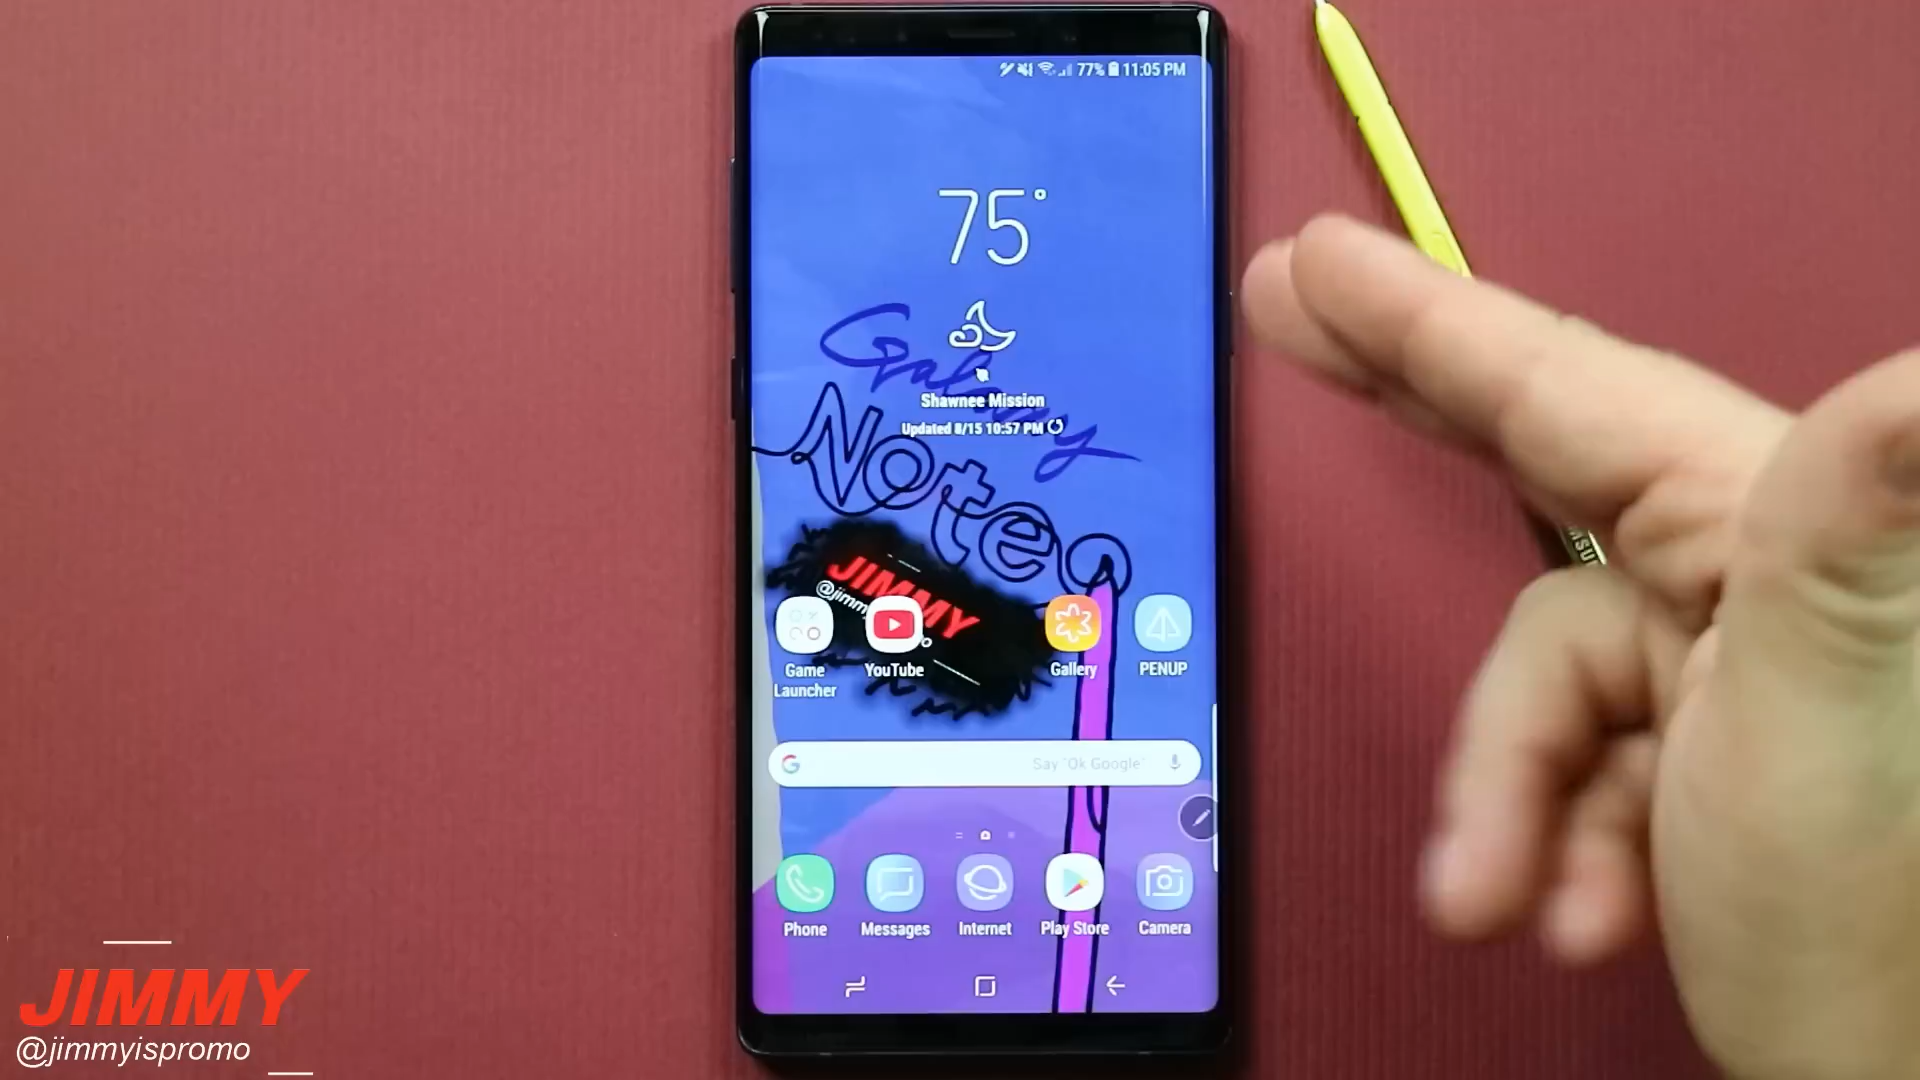 77% 11:05 PM
75°
Galaxy
Shawnee Mission
Updated 8/15 10:57 PM
Note
JIMMY
Game Launcher
YouTube
Gallery
PENUP
G Say "Ok Google"
Phone
Messages
Internet
Play Store
Camera
JIMMY
@jimmyispromo